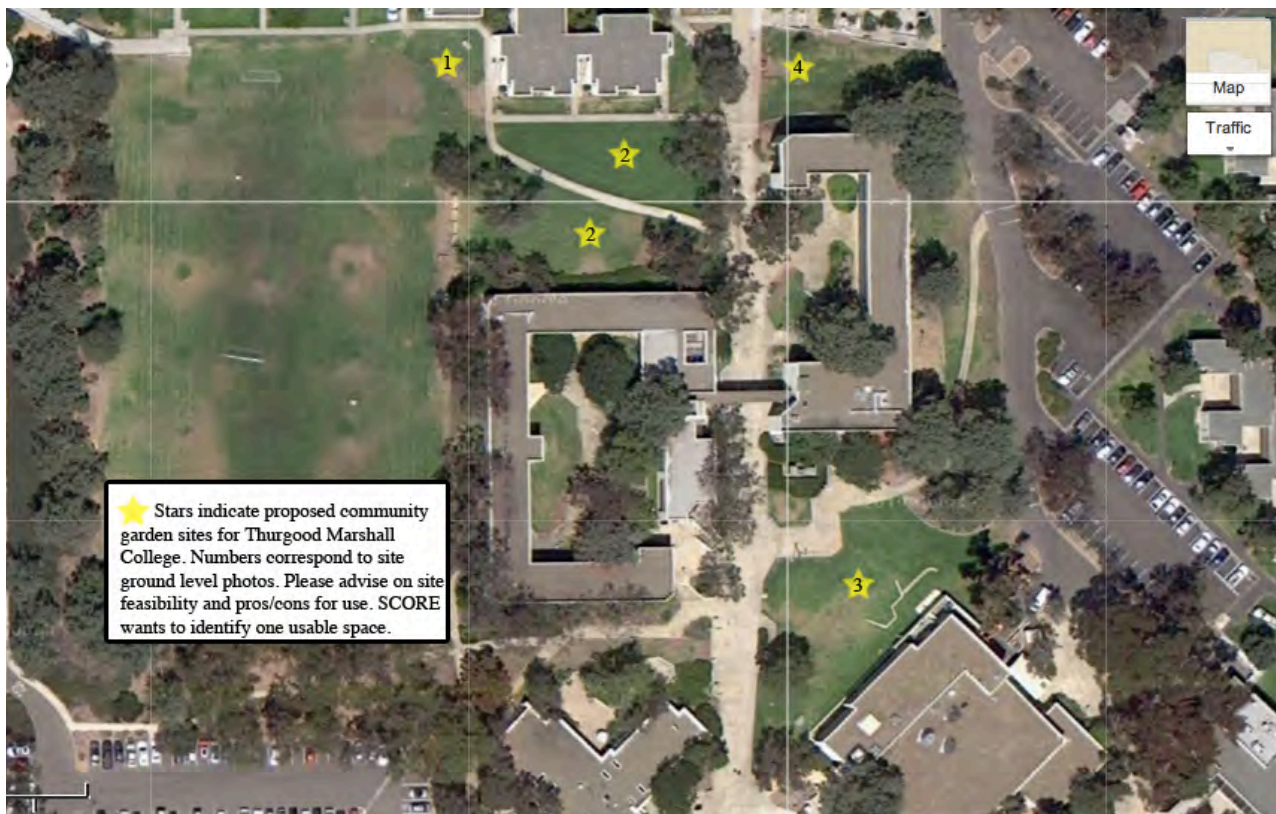 1
4
Map
2
Traffic
2
Stars indicate proposed community
garden sites for Thurgood Marshall
College. Numbers correspond to site
ground level photos. Please advise on site
feasibility and pros/cons for use. SCORE
wants to identify one usable space.
3